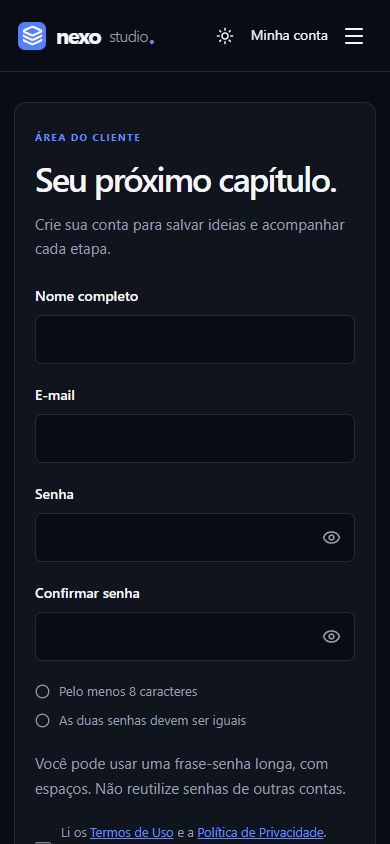 nexo studio.
Minha conta
ÁREA DO CLIENTE
Seu próximo capítulo.
Crie sua conta para salvar ideias e acompanhar
cada etapa.
Nome completo
E-mail
Senha
Confirmar senha
Pelo menos 8 caracteres
As duas senhas devem ser iguais
Você pode usar uma frase-senha longa, com
espaços. Não reutilize senhas de outras contas.
Li os Termos de Uso e a Política de Privacidade.